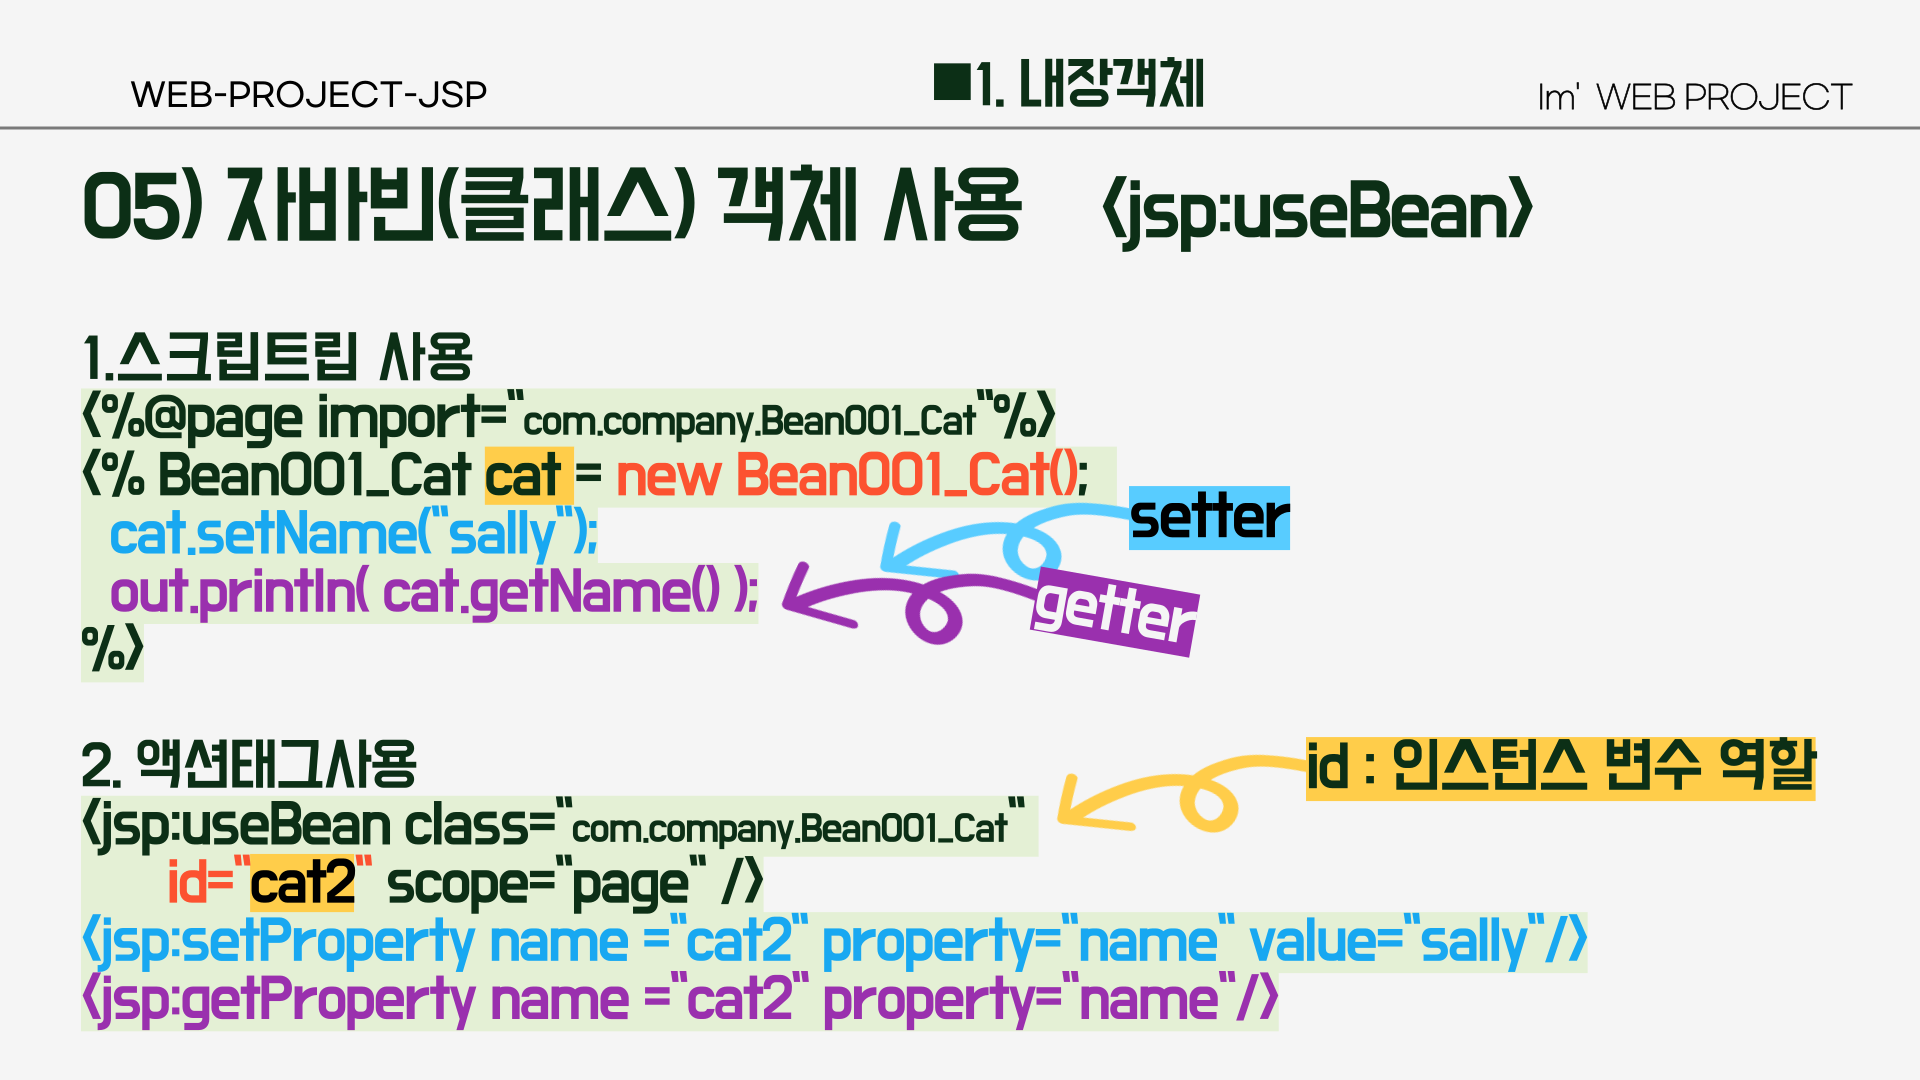 WEB-PROJECT-JSP
■1. 내장객체
Im' WEB PROJECT
05) 자바빈(클래스) 객체 사용 <jsp:useBean>
1.스크립트립 사용
<%@page import="com.company.Bean001_Cat"%>
<% Bean001_Cat cat = new Bean001_Cat();
cat.setName("sally");
setter
out.println( cat.getName() );
getter
%>
2. 액션태그사용
id : 인스턴스 변수 역할
<jsp:useBean class="com.company.Bean001_Cat"
id="cat2" scope="page" />
<jsp:setProperty name ="cat2" property="name" value="sally"/>
<jsp:getProperty name ="cat2" property="name"/>